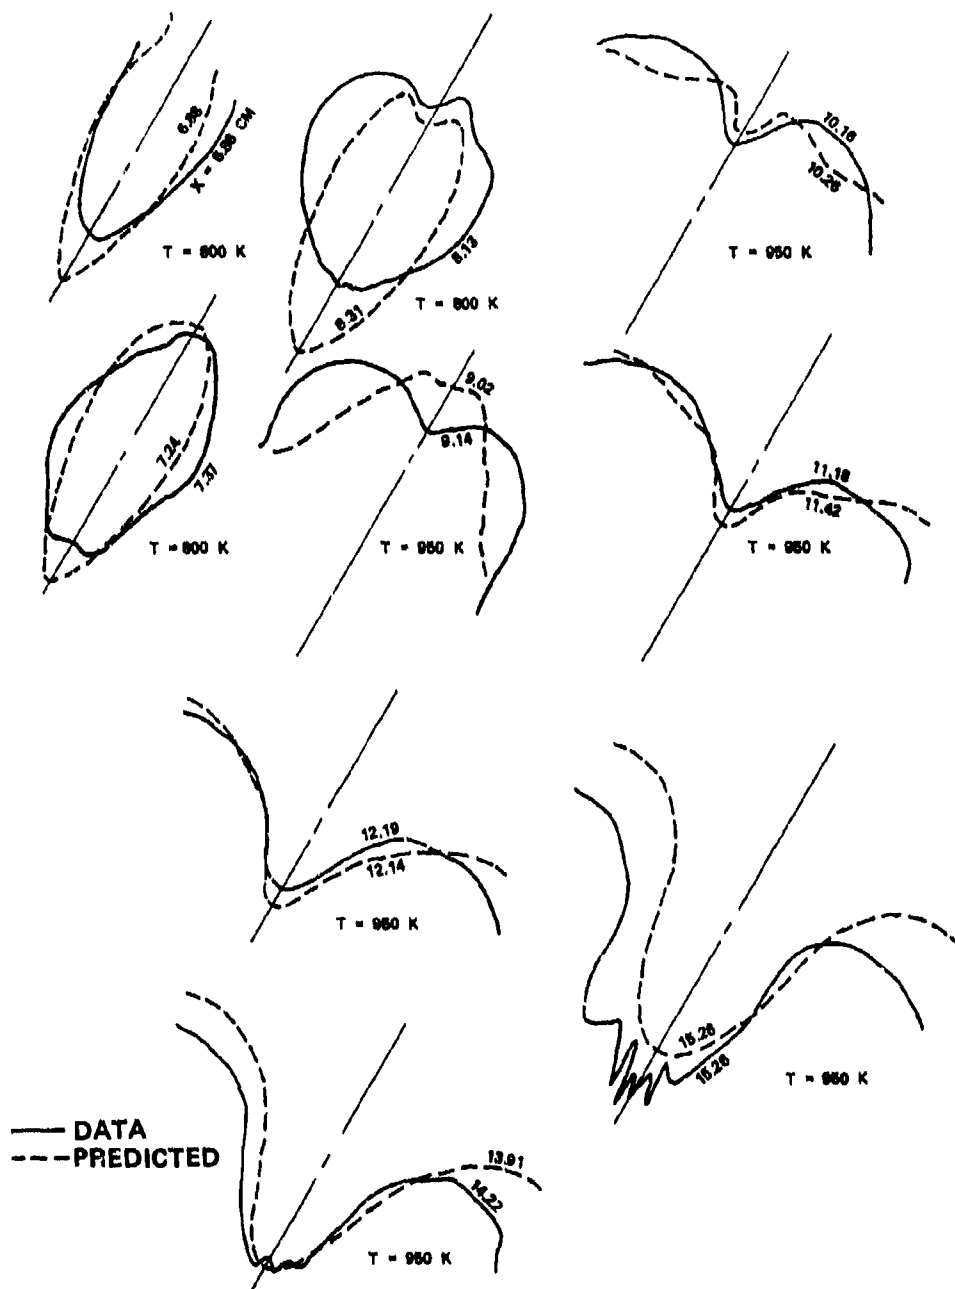 6.86
X = 6.86 CM
T = 800 K
8.13
8.31
T = 800 K
10.16
10.26
T = 950 K
7.24
7.37
T = 800 K
9.02
9.14
T = 950 K
11.18
11.42
T = 950 K
12.19
12.14
T = 950 K
15.26
15.26
T = 950 K
DATA
PREDICTED
13.91
14.22
T = 950 K